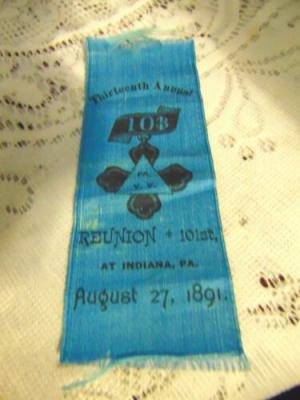 Thirteenth Annual
103
PA.
V. V.
REUNION + 101st,
AT INDIANA, PA.
August 27, 1891.